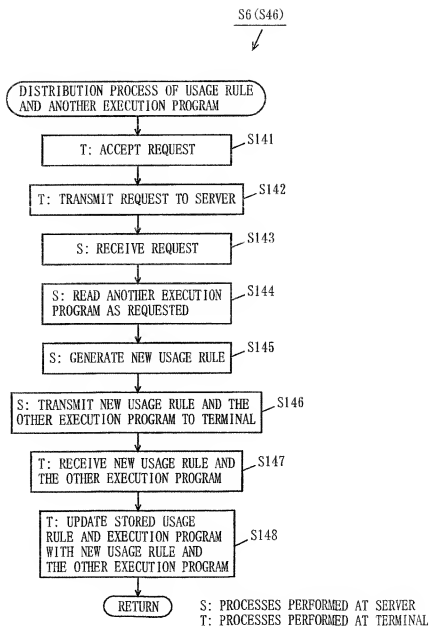 S6(S46)
DISTRIBUTION PROCESS OF USAGE RULE
AND ANOTHER EXECUTION PROGRAM
S141
T: ACCEPT REQUEST
S142
T: TRANSMIT REQUEST TO SERVER
S143
S: RECEIVE REQUEST
S144
S: READ ANOTHER EXECUTION
PROGRAM AS REQUESTED
S145
S: GENERATE NEW USAGE RULE
S146
S: TRANSMIT NEW USAGE RULE AND THE
OTHER EXECUTION PROGRAM TO TERMINAL
S147
T: RECEIVE NEW USAGE RULE AND
THE OTHER EXECUTION PROGRAM
S148
T: UPDATE STORED USAGE
RULE AND EXECUTION PROGRAM
WITH NEW USAGE RULE AND
THE OTHER EXECUTION PROGRAM
RETURN
S: PROCESSES PERFORMED AT SERVER
T: PROCESSES PERFORMED AT TERMINAL